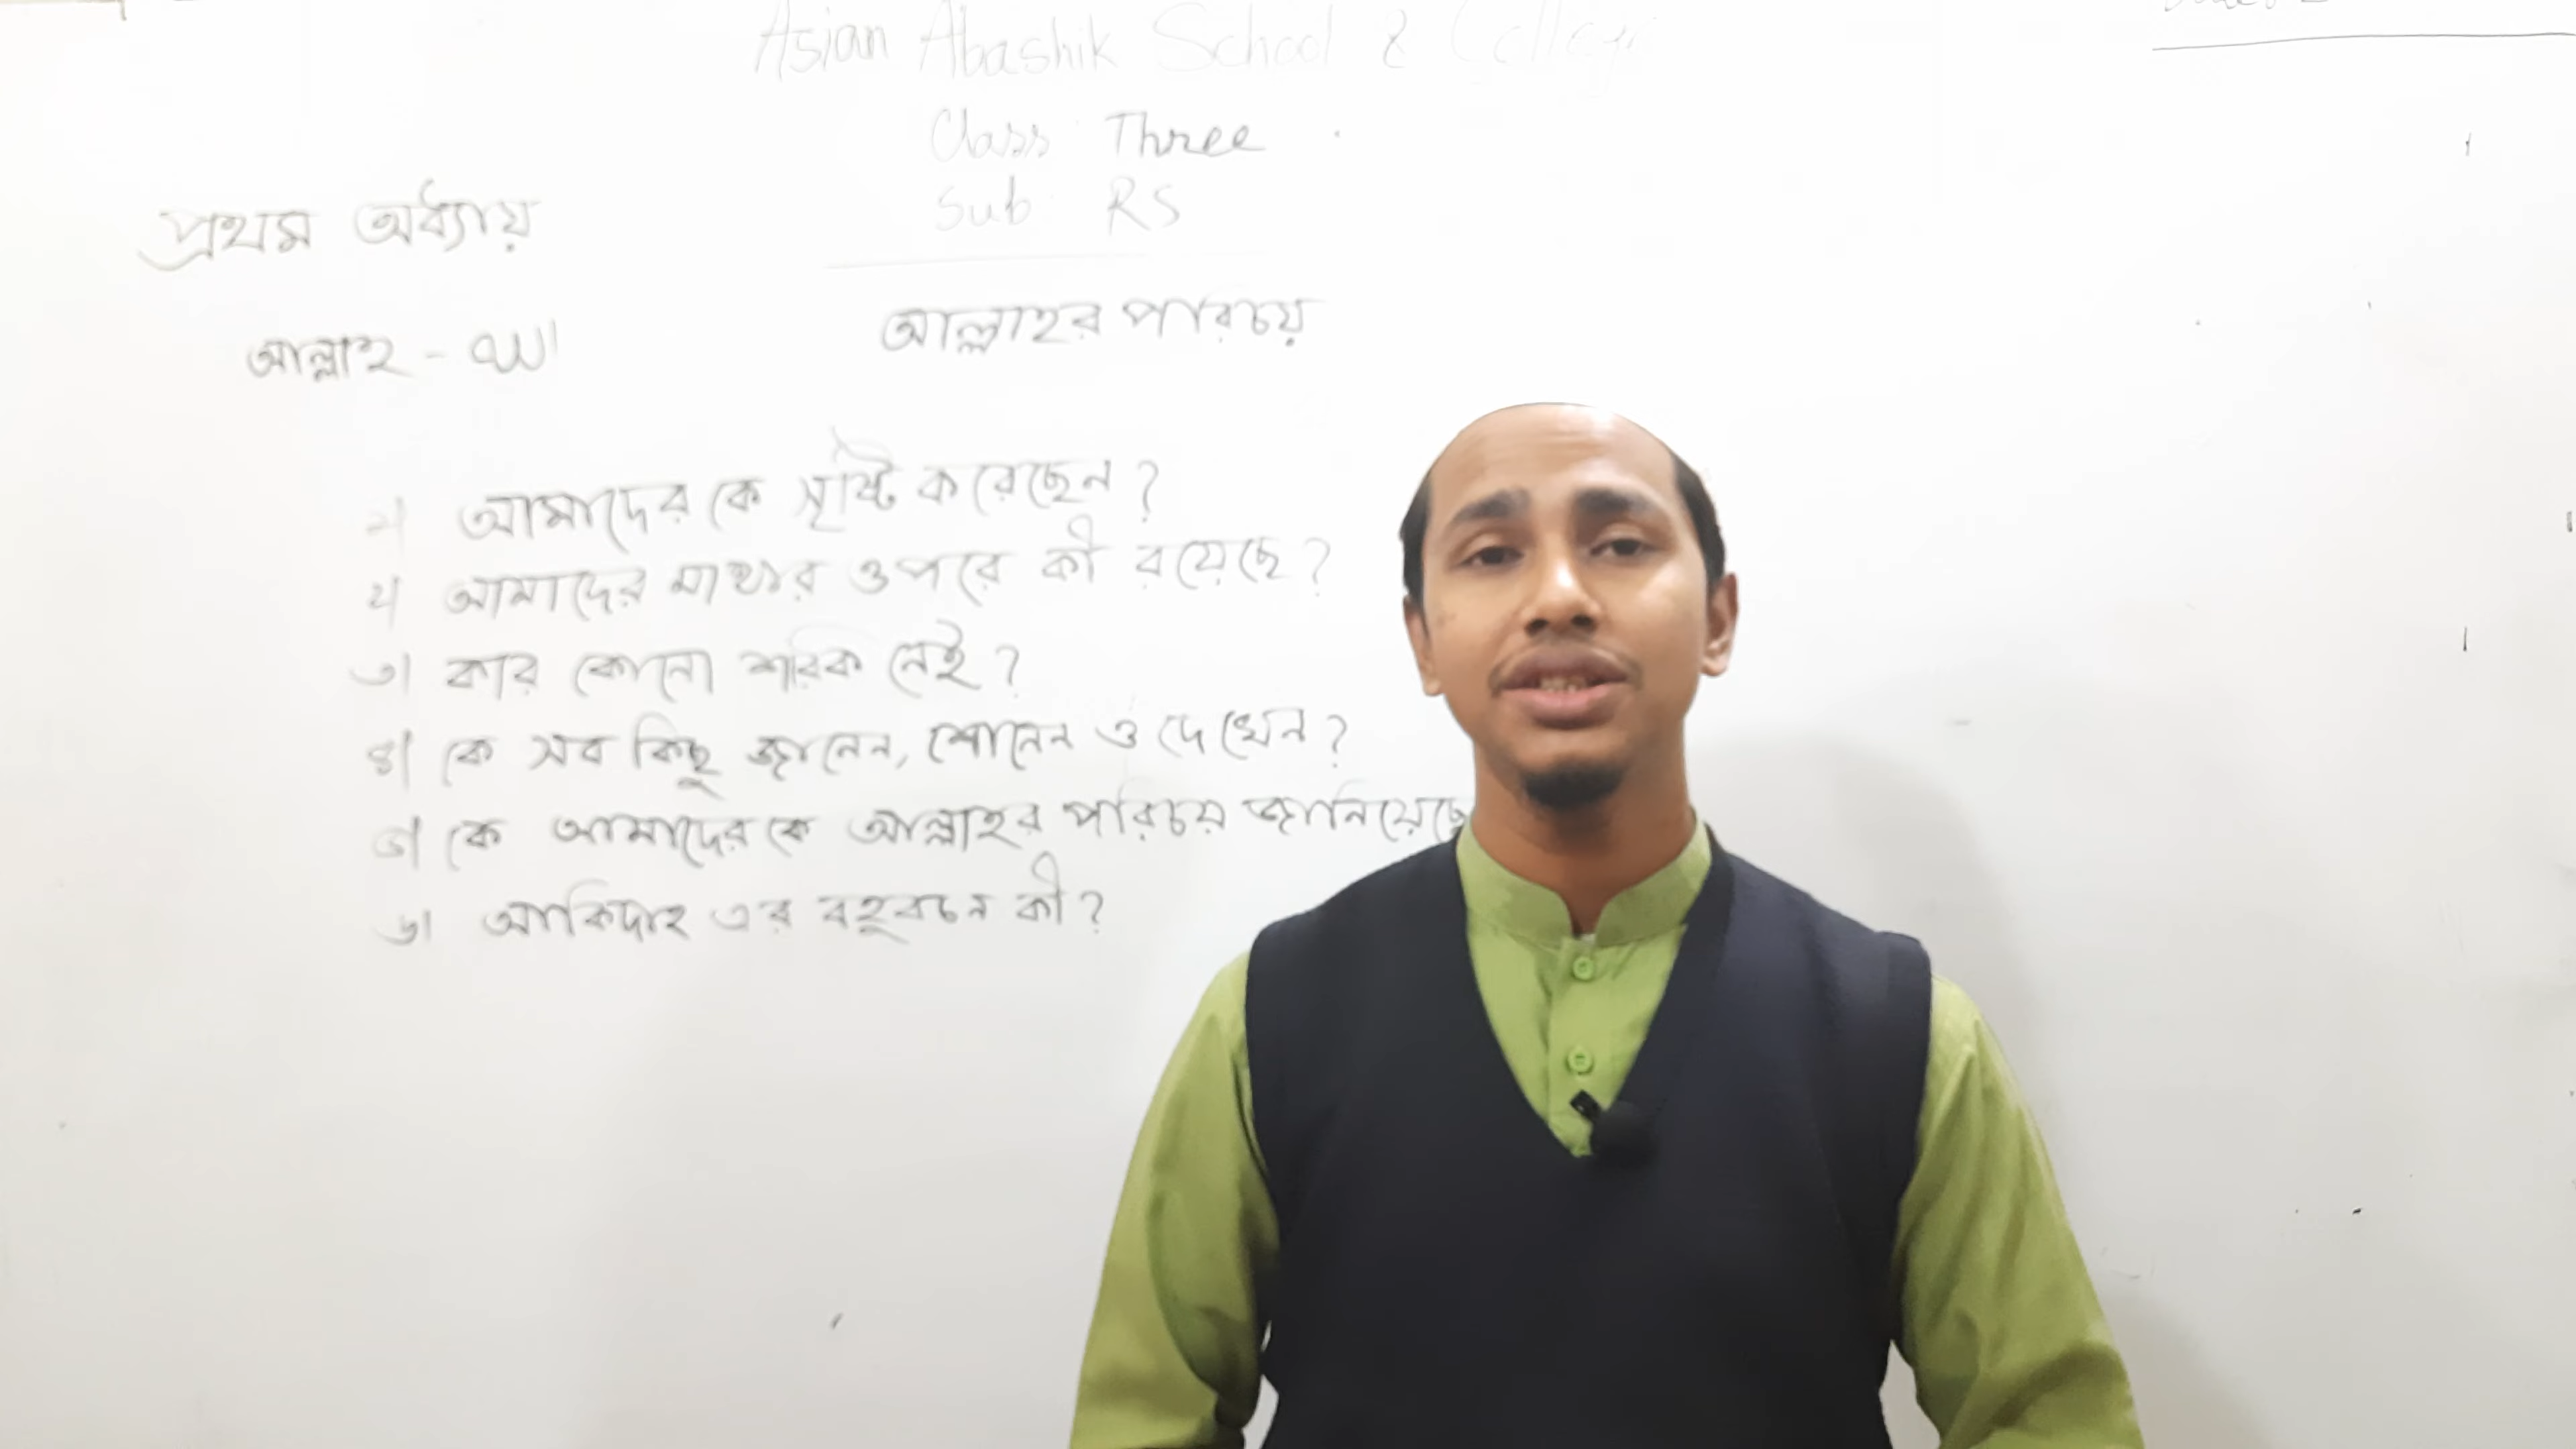 Asian Abashik School & College
Class Three
Sub RS
প্রথম অধ্যায়
আল্লাহ - الله
আল্লাহর পরিচয়
১। আমাদের কে সৃষ্টি করেছেন?
২। আমাদের মাথার ওপরে কী রয়েছে?
৩। কার কোনো শরিক নেই?
৪। কে সব কিছু জানেন, শোনেন ও দেখেন?
৫। কে আমাদের কে আল্লাহর পরিচয় জানিয়েছে
৬। আকিদাহ এর বহুবচন কী?